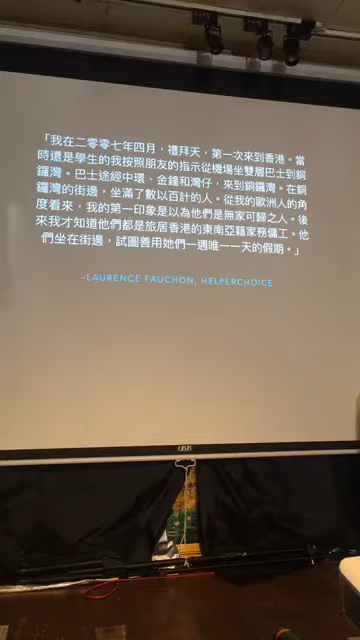 「我在二零零七年四月，禮拜天，第一次來到香港。當
時還是學生的我按照朋友的指示從機場坐雙層巴士到銅
鑼灣。巴士途經中環、金鐘和灣仔，來到銅鑼灣。在銅
鑼灣的街邊，坐滿了數以百計的人。從我的歐洲人的角
度看來，我的第一印象是以為他們是無家可歸之人。後
來我才知道他們都是旅居香港的東南亞籍家務傭工。他
們坐在街邊，試圖善用她們一週唯一一天的假期。」
–LAURENCE FAUCHON, HELPERCHOICE